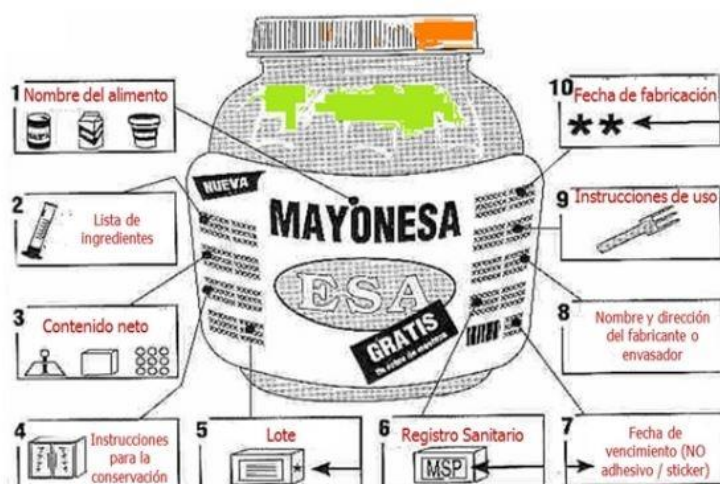 1
Nombre del alimento
2
Lista de
ingredientes
3
Contenido neto
4
Instrucciones
para la
conservación
5
Lote
*
6
Registro Sanitario
MSP
7
Fecha de
vencimiento (NO
adhesivo / sticker)
8
Nombre y dirección
del fabricante o
envasador
9
Instrucciones de uso
10
Fecha de fabricación
**
NUEVA
MAYONESA
ESA
GRATIS